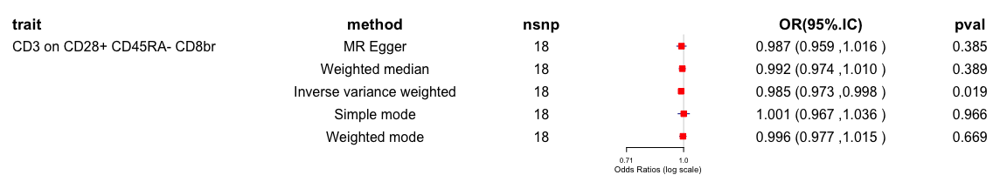 trait method nsnp OR(95%.IC) pval
CD3 on CD28+ CD45RA- CD8br MR Egger 18 0.987 (0.959 ,1.016 ) 0.385
Weighted median 18 0.992 (0.974 ,1.010 ) 0.389
Inverse variance weighted 18 0.985 (0.973 ,0.998 ) 0.019
Simple mode 18 1.001 (0.967 ,1.036 ) 0.966
Weighted mode 18 0.996 (0.977 ,1.015 ) 0.669
0.71 1.0
Odds Ratios (log scale)